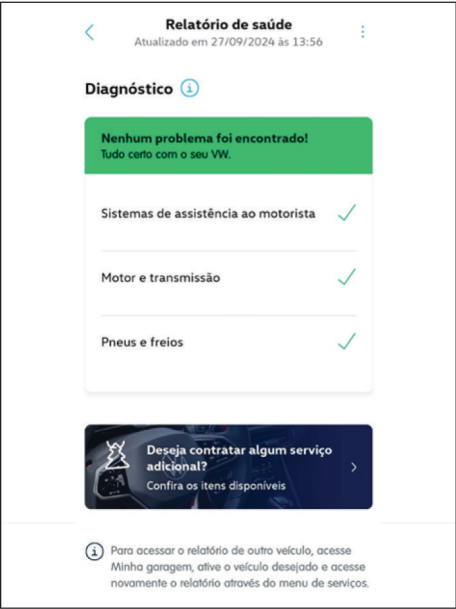 Relatório de saúde
Atualizado em 27/09/2024 às 13:56
Diagnóstico
Nenhum problema foi encontrado!
Tudo certo com o seu VW.
Sistemas de assistência ao motorista
Motor e transmissão
Pneus e freios
Deseja contratar algum serviço
adicional?
Confira os itens disponíveis
Para acessar o relatório de outro veículo, acesse
Minha garagem, ative o veículo desejado e acesse
novamente o relatório através do menu de serviços.